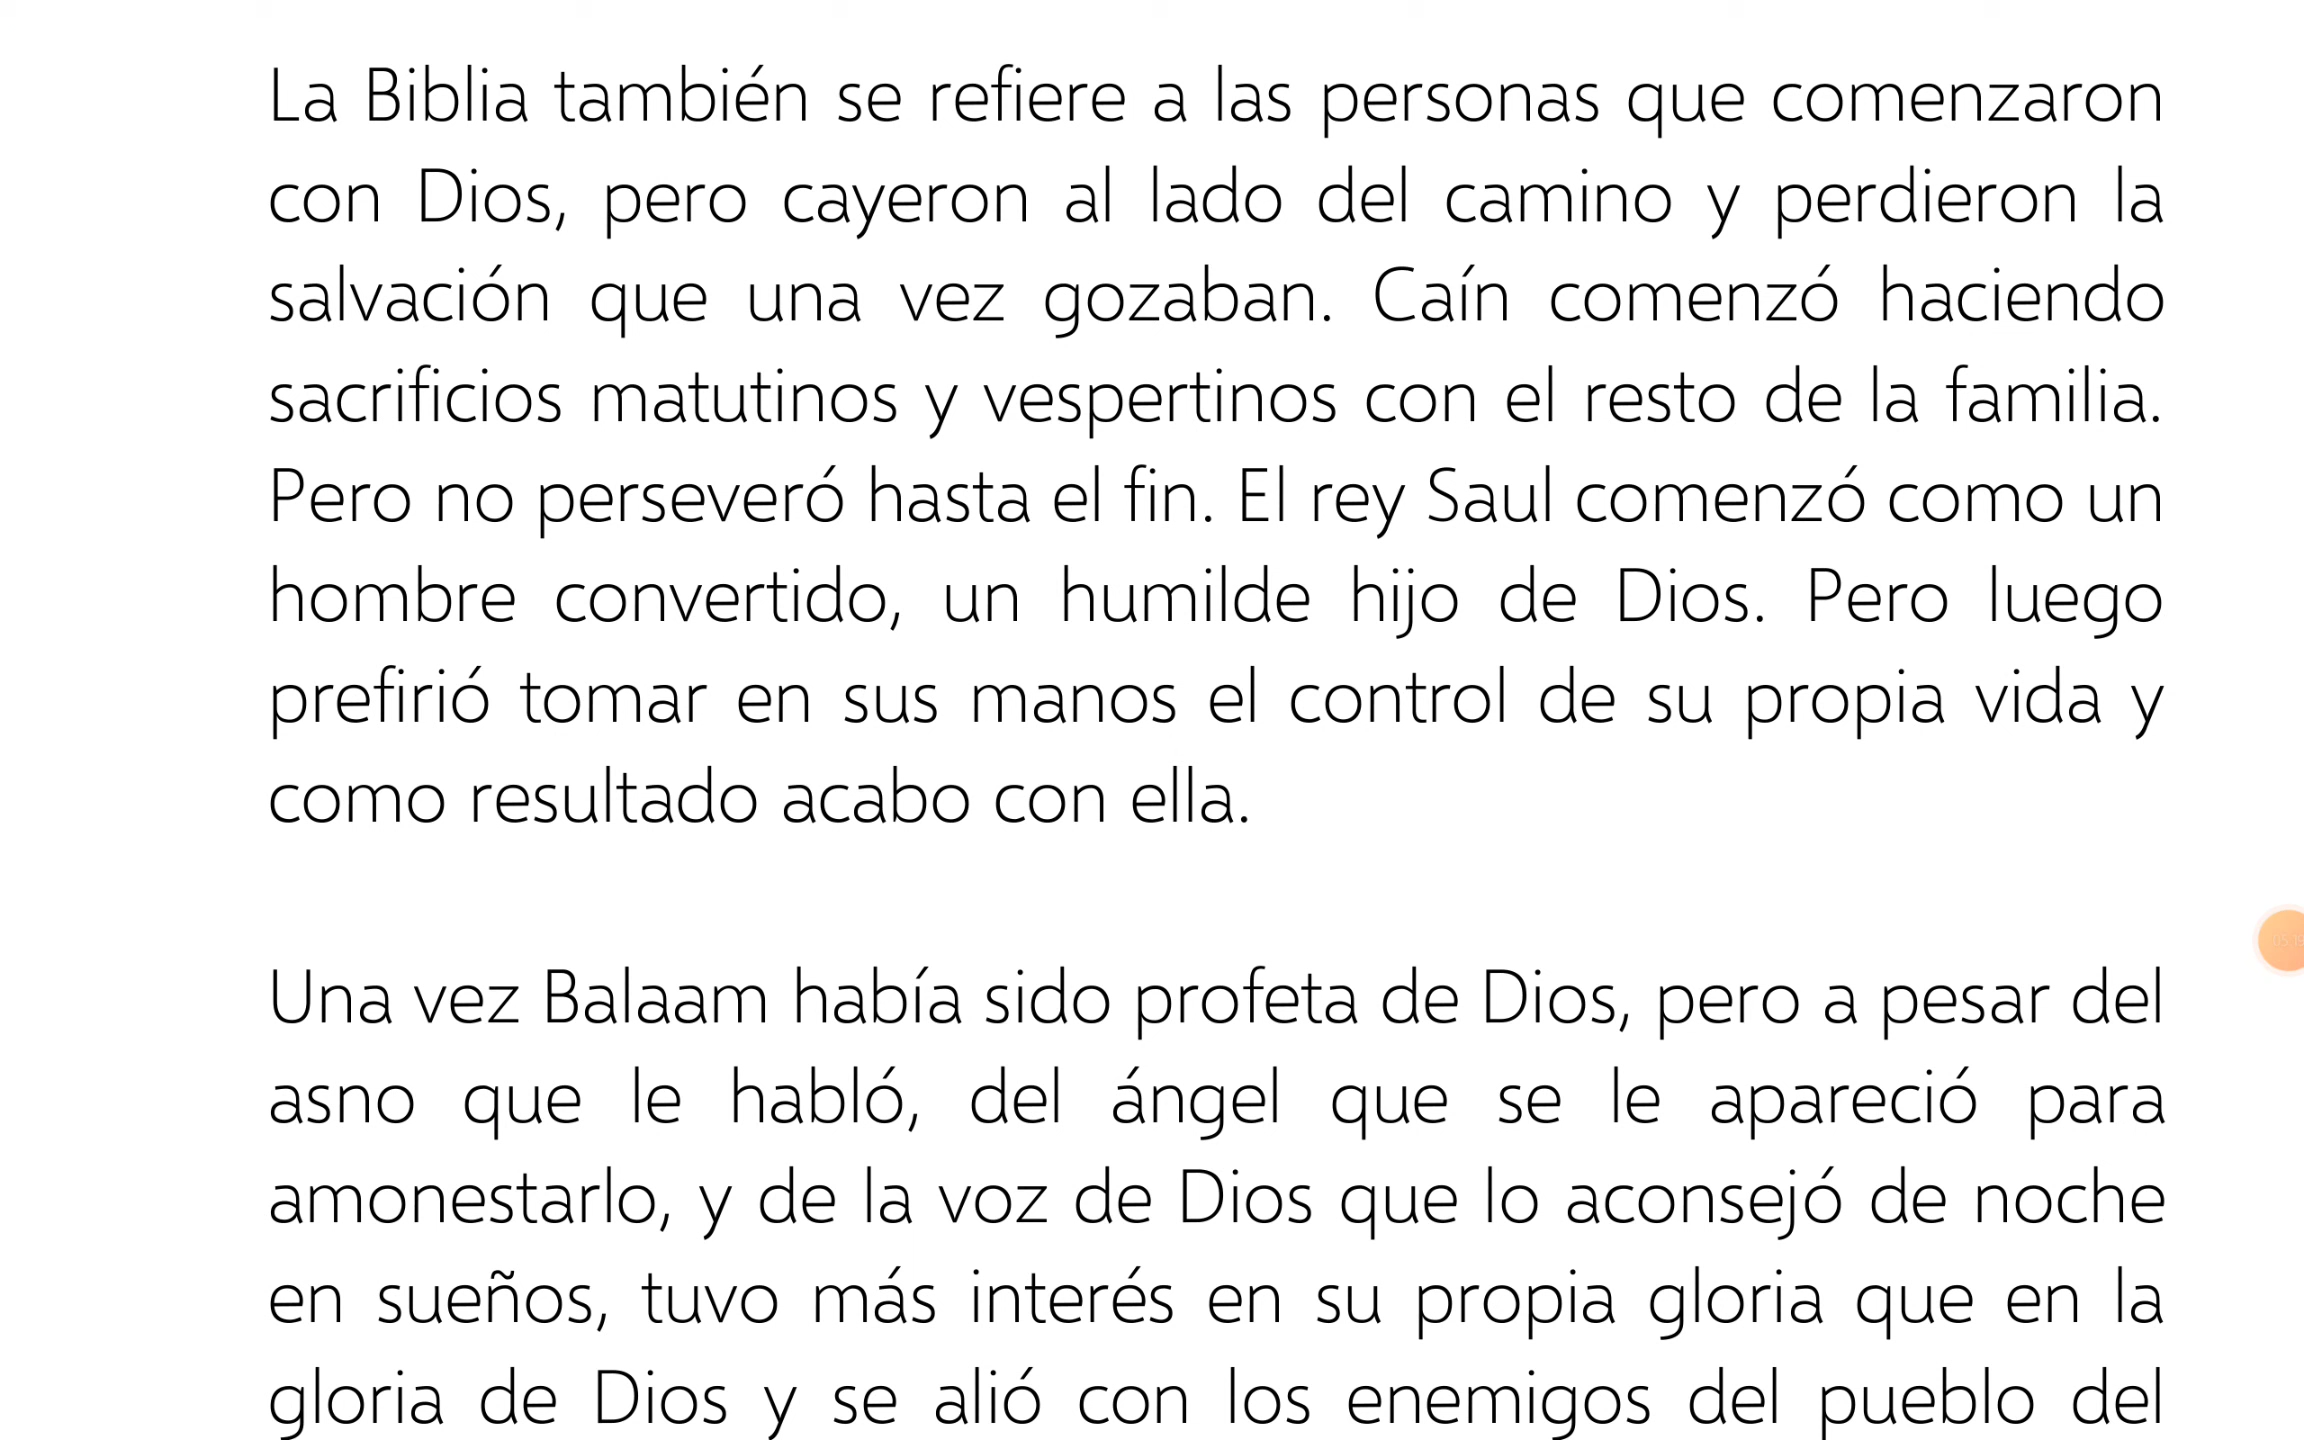 La Biblia también se refiere a las personas que comenzaron
con Dios, pero cayeron al lado del camino y perdieron la
salvación que una vez gozaban. Caín comenzó haciendo
sacrificios matutinos y vespertinos con el resto de la familia.
Pero no perseveró hasta el fin. El rey Saul comenzó como un
hombre convertido, un humilde hijo de Dios. Pero luego
prefirió tomar en sus manos el control de su propia vida y
como resultado acabo con ella.
Una vez Balaam había sido profeta de Dios, pero a pesar del
asno que le habló, del ángel que se le apareció para
amonestarlo, y de la voz de Dios que lo aconsejó de noche
en sueños, tuvo más interés en su propia gloria que en la
gloria de Dios y se alió con los enemigos del pueblo del